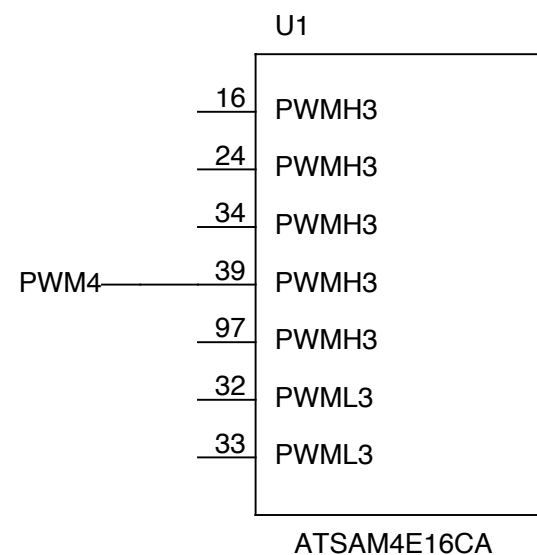 U1
16 PWMH3
24 PWMH3
34 PWMH3
PWM4 39 PWMH3
97 PWMH3
32 PWML3
33 PWML3
ATSAM4E16CA